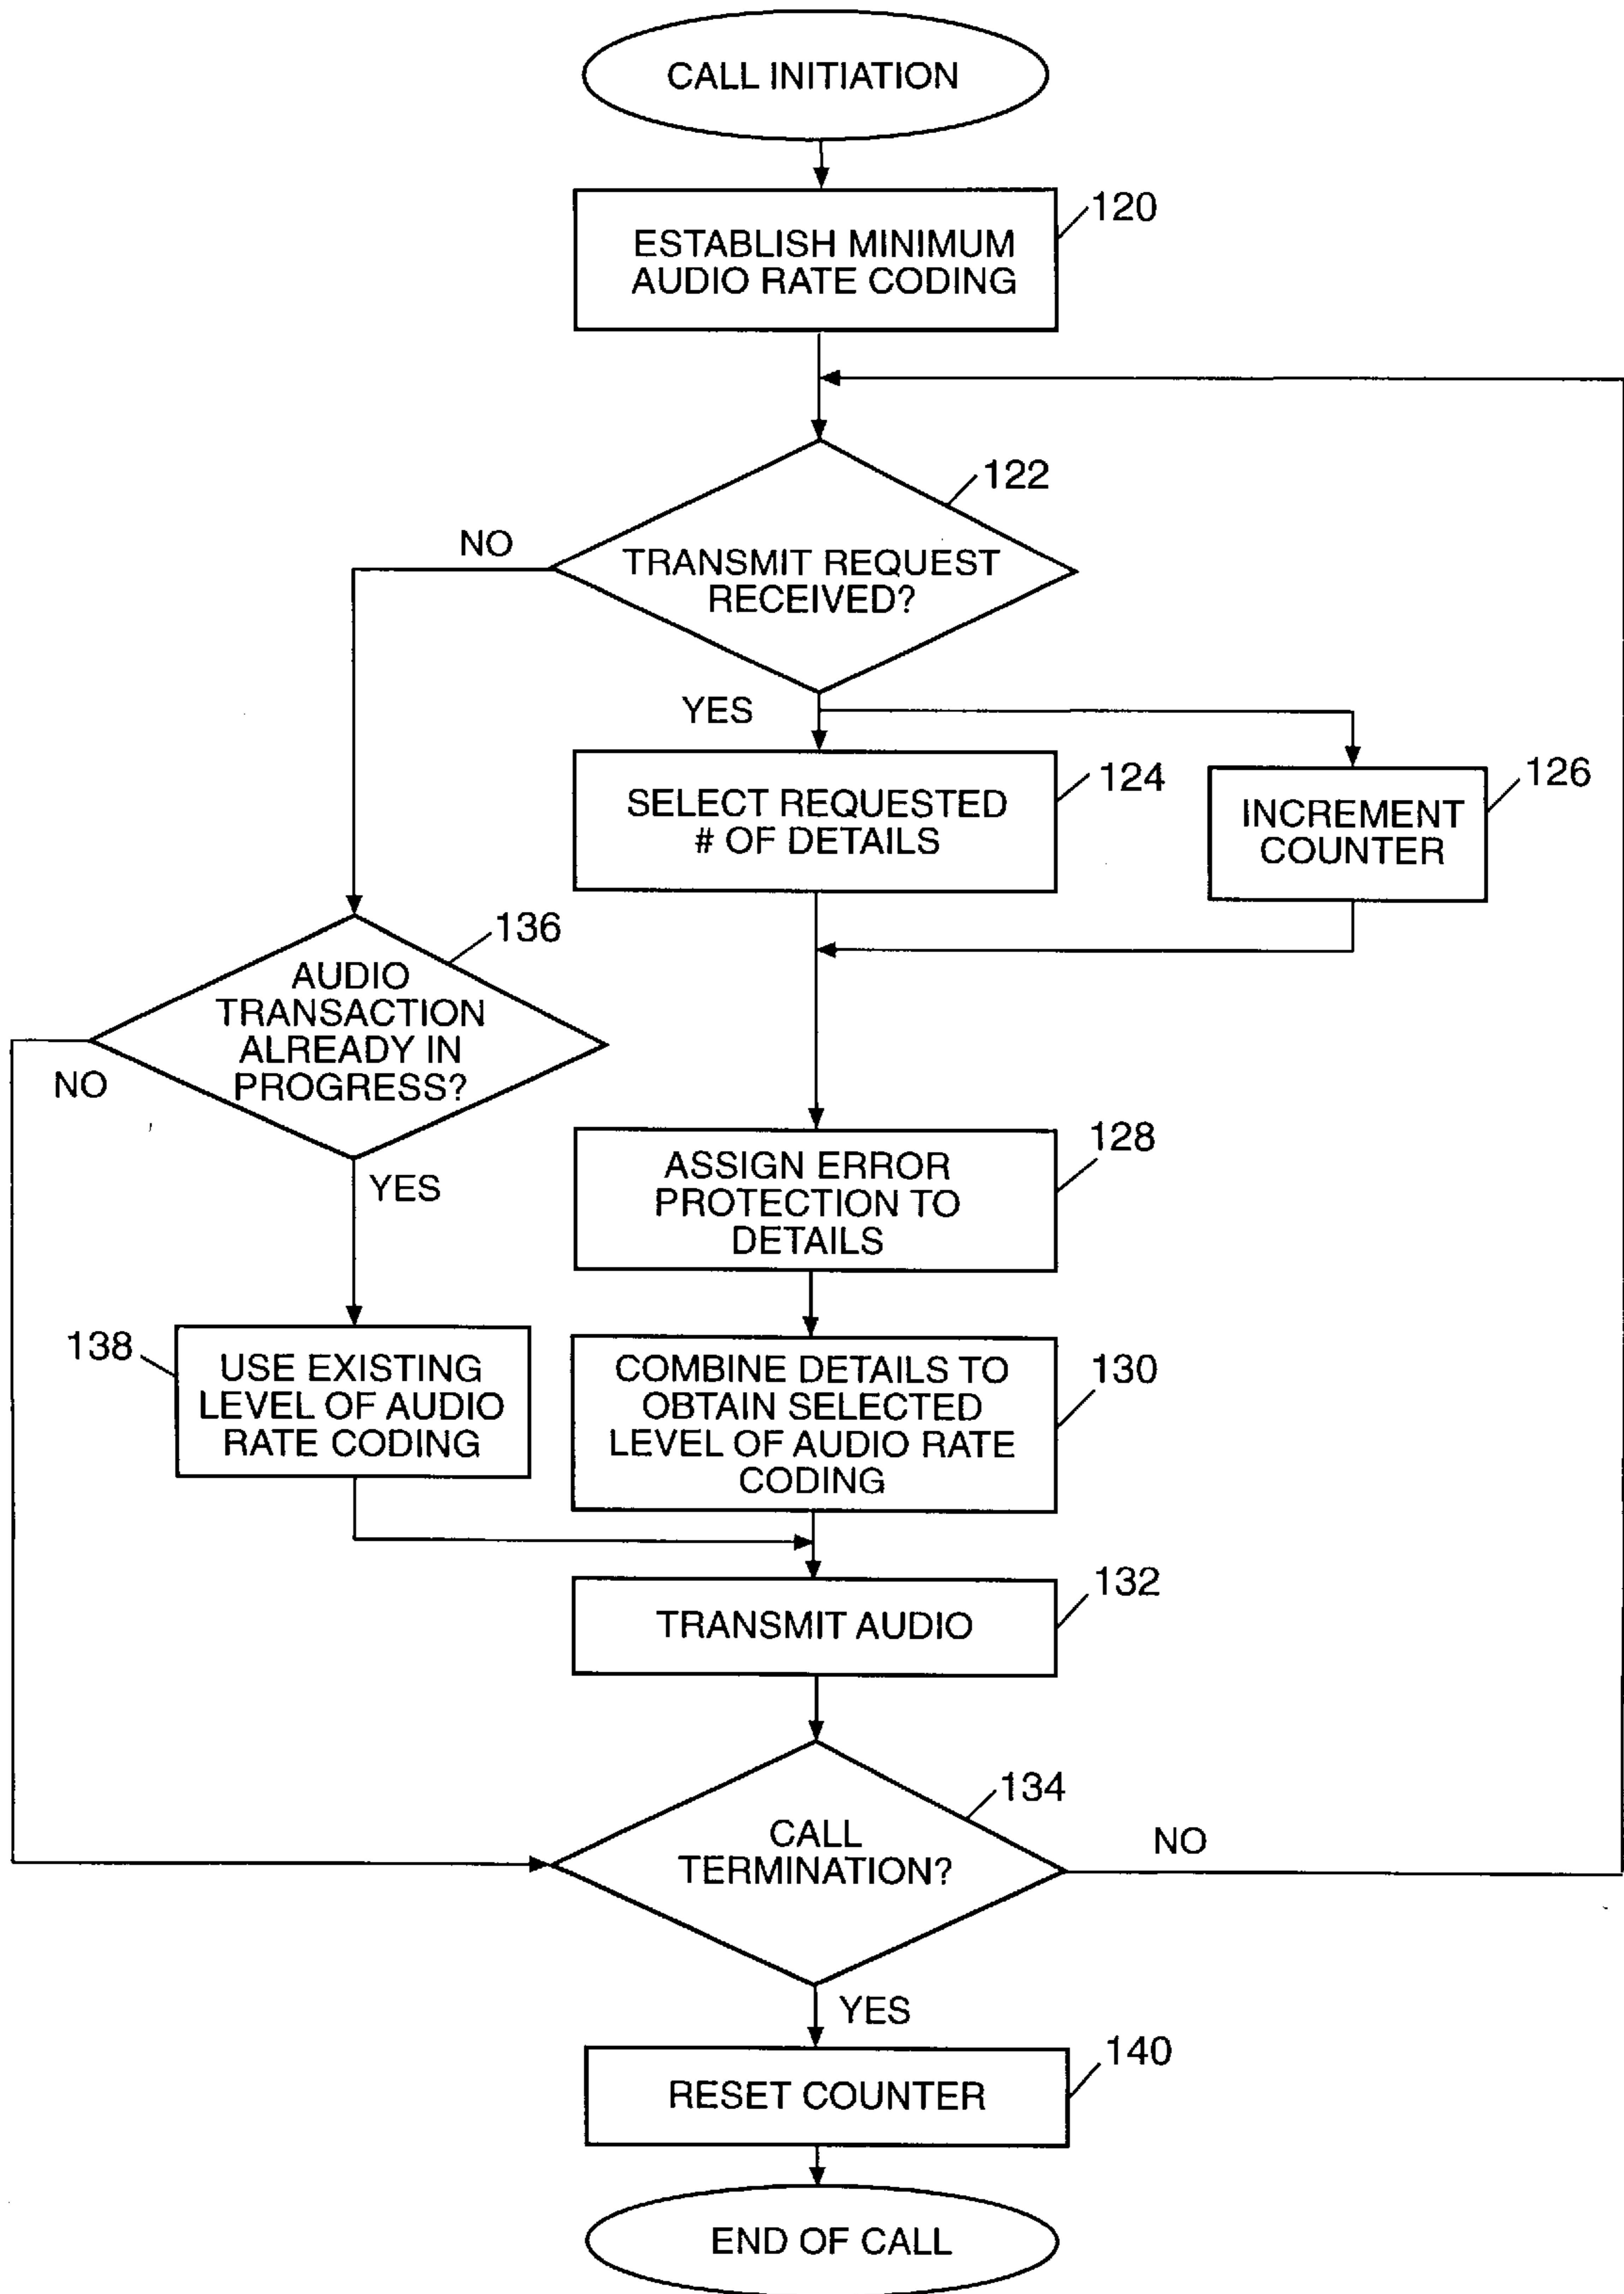 CALL INITIATION
120
ESTABLISH MINIMUM
AUDIO RATE CODING
122
NO
TRANSMIT REQUEST
RECEIVED?
YES
124
SELECT REQUESTED
# OF DETAILS
126
INCREMENT
COUNTER
136
AUDIO
TRANSACTION
ALREADY IN
PROGRESS?
NO
YES
128
ASSIGN ERROR
PROTECTION TO
DETAILS
138
USE EXISTING
LEVEL OF AUDIO
RATE CODING
130
COMBINE DETAILS TO
OBTAIN SELECTED
LEVEL OF AUDIO RATE
CODING
132
TRANSMIT AUDIO
134
CALL
TERMINATION?
NO
YES
140
RESET COUNTER
END OF CALL